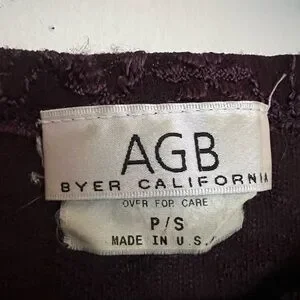 AGB
BYER CALIFORNIA
OVER FOR CARE
P/S
MADE IN U.S.